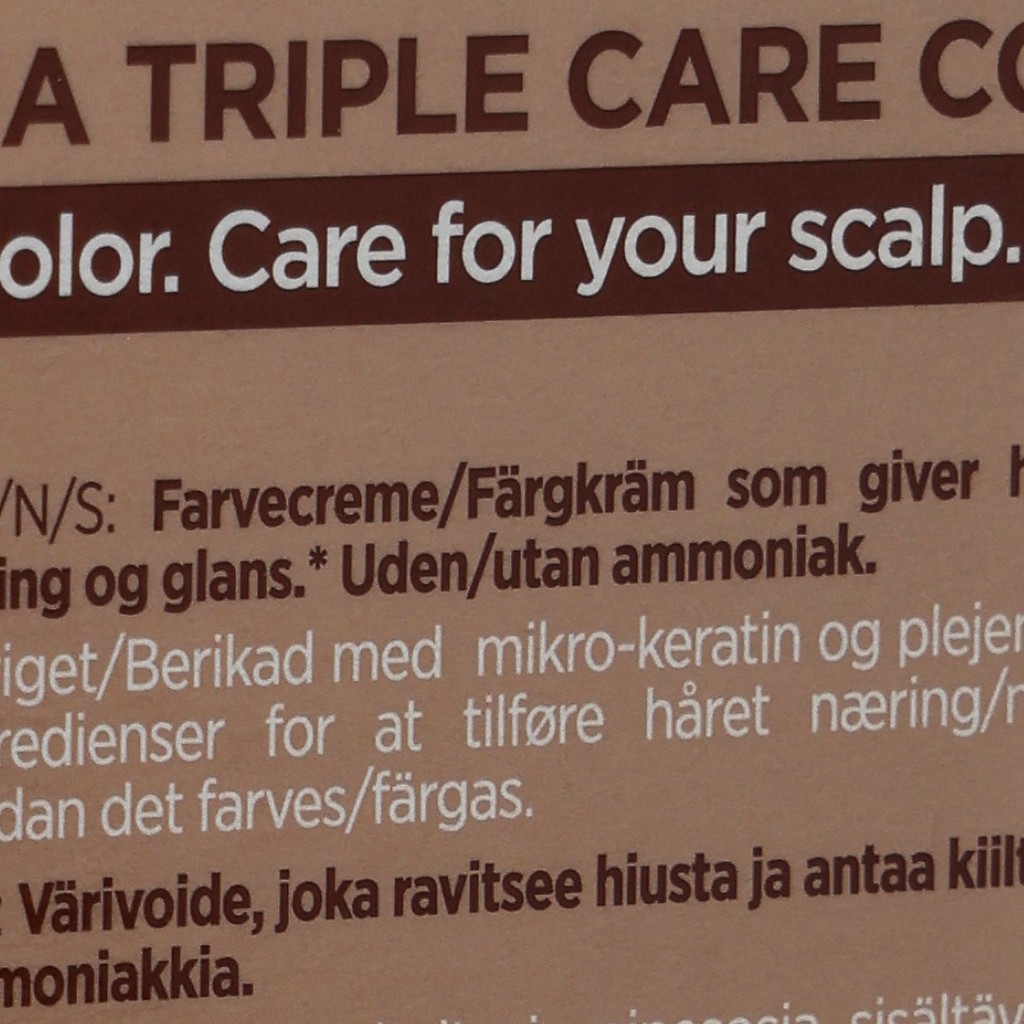 A TRIPLE CARE CO
olor. Care for your scalp.
/N/S: Farvecreme/Färgkräm som giver h
ing og glans.* Uden/utan ammoniak.
iget/Berikad med mikro-keratin og plejer
redienser for at tilføre håret næring/n
dan det farves/färgas.
: Värivoide, joka ravitsee hiusta ja antaa kiilt
moniakkia.
sisältäv